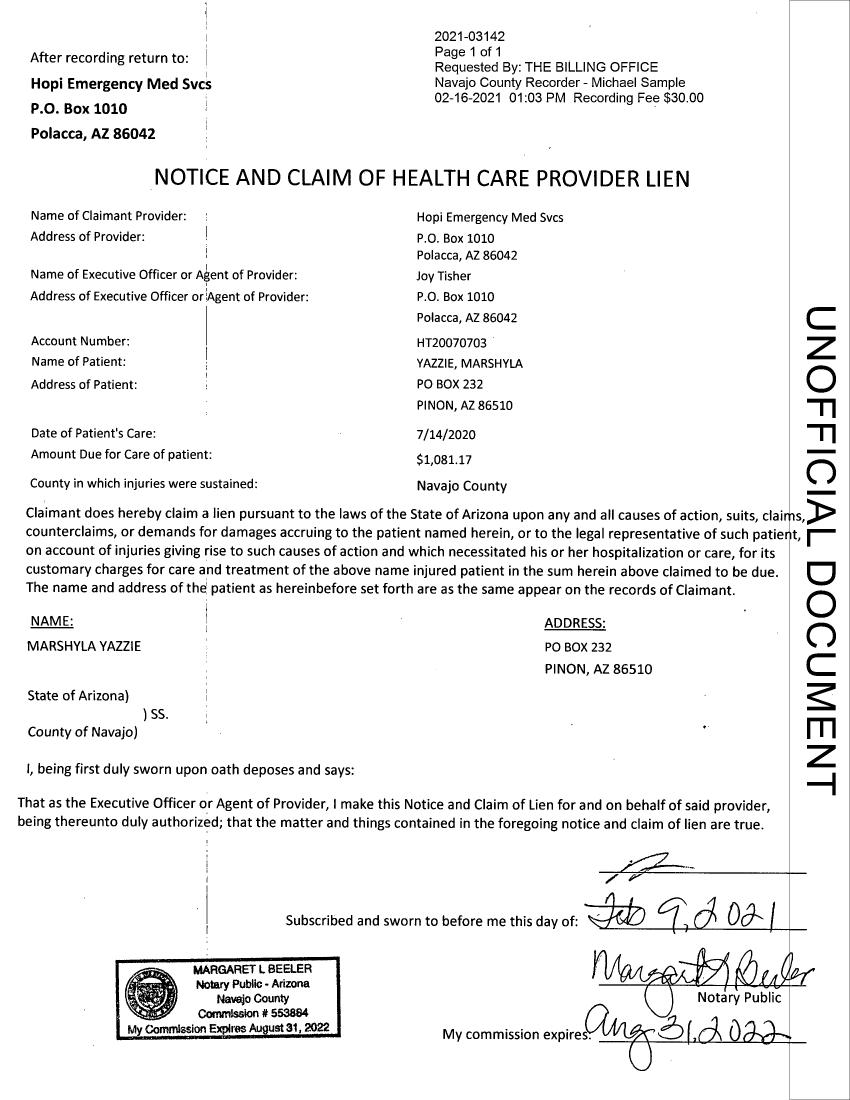 2021-03142
Page 1 of 1
Requested By: THE BILLING OFFICE
Navajo County Recorder - Michael Sample
02-16-2021 01:03 PM Recording Fee $30.00
After recording return to:
Hopi Emergency Med Svcs
P.O. Box 1010
Polacca, AZ 86042
NOTICE AND CLAIM OF HEALTH CARE PROVIDER LIEN
Name of Claimant Provider: Hopi Emergency Med Svcs
Address of Provider: P.O. Box 1010
Polacca, AZ 86042
Name of Executive Officer or Agent of Provider: Joy Tisher
Address of Executive Officer or Agent of Provider: P.O. Box 1010
Polacca, AZ 86042
Account Number: HT20070703
Name of Patient: YAZZIE, MARSHYLA
Address of Patient: PO BOX 232
PINON, AZ 86510
Date of Patient's Care: 7/14/2020
Amount Due for Care of patient: $1,081.17
County in which injuries were sustained: Navajo County
Claimant does hereby claim a lien pursuant to the laws of the State of Arizona upon any and all causes of action, suits, claims,
counterclaims, or demands for damages accruing to the patient named herein, or to the legal representative of such patient,
on account of injuries giving rise to such causes of action and which necessitated his or her hospitalization or care, for its
customary charges for care and treatment of the above name injured patient in the sum herein above claimed to be due.
The name and address of the patient as hereinbefore set forth are as the same appear on the records of Claimant.
NAME: ADDRESS:
MARSHYLA YAZZIE PO BOX 232
PINON, AZ 86510
State of Arizona)
) SS.
County of Navajo)
I, being first duly sworn upon oath deposes and says:
That as the Executive Officer or Agent of Provider, I make this Notice and Claim of Lien for and on behalf of said provider,
being thereunto duly authorized; that the matter and things contained in the foregoing notice and claim of lien are true.
Subscribed and sworn to before me this day of: Feb 9, 2021
Margaret L Beeler
Notary Public
My commission expires: Aug 31, 2022
MARGARET L BEELER
Notary Public - Arizona
Navajo County
Commission # 553884
My Commission Expires August 31, 2022
UNOFFICIAL DOCUMENT